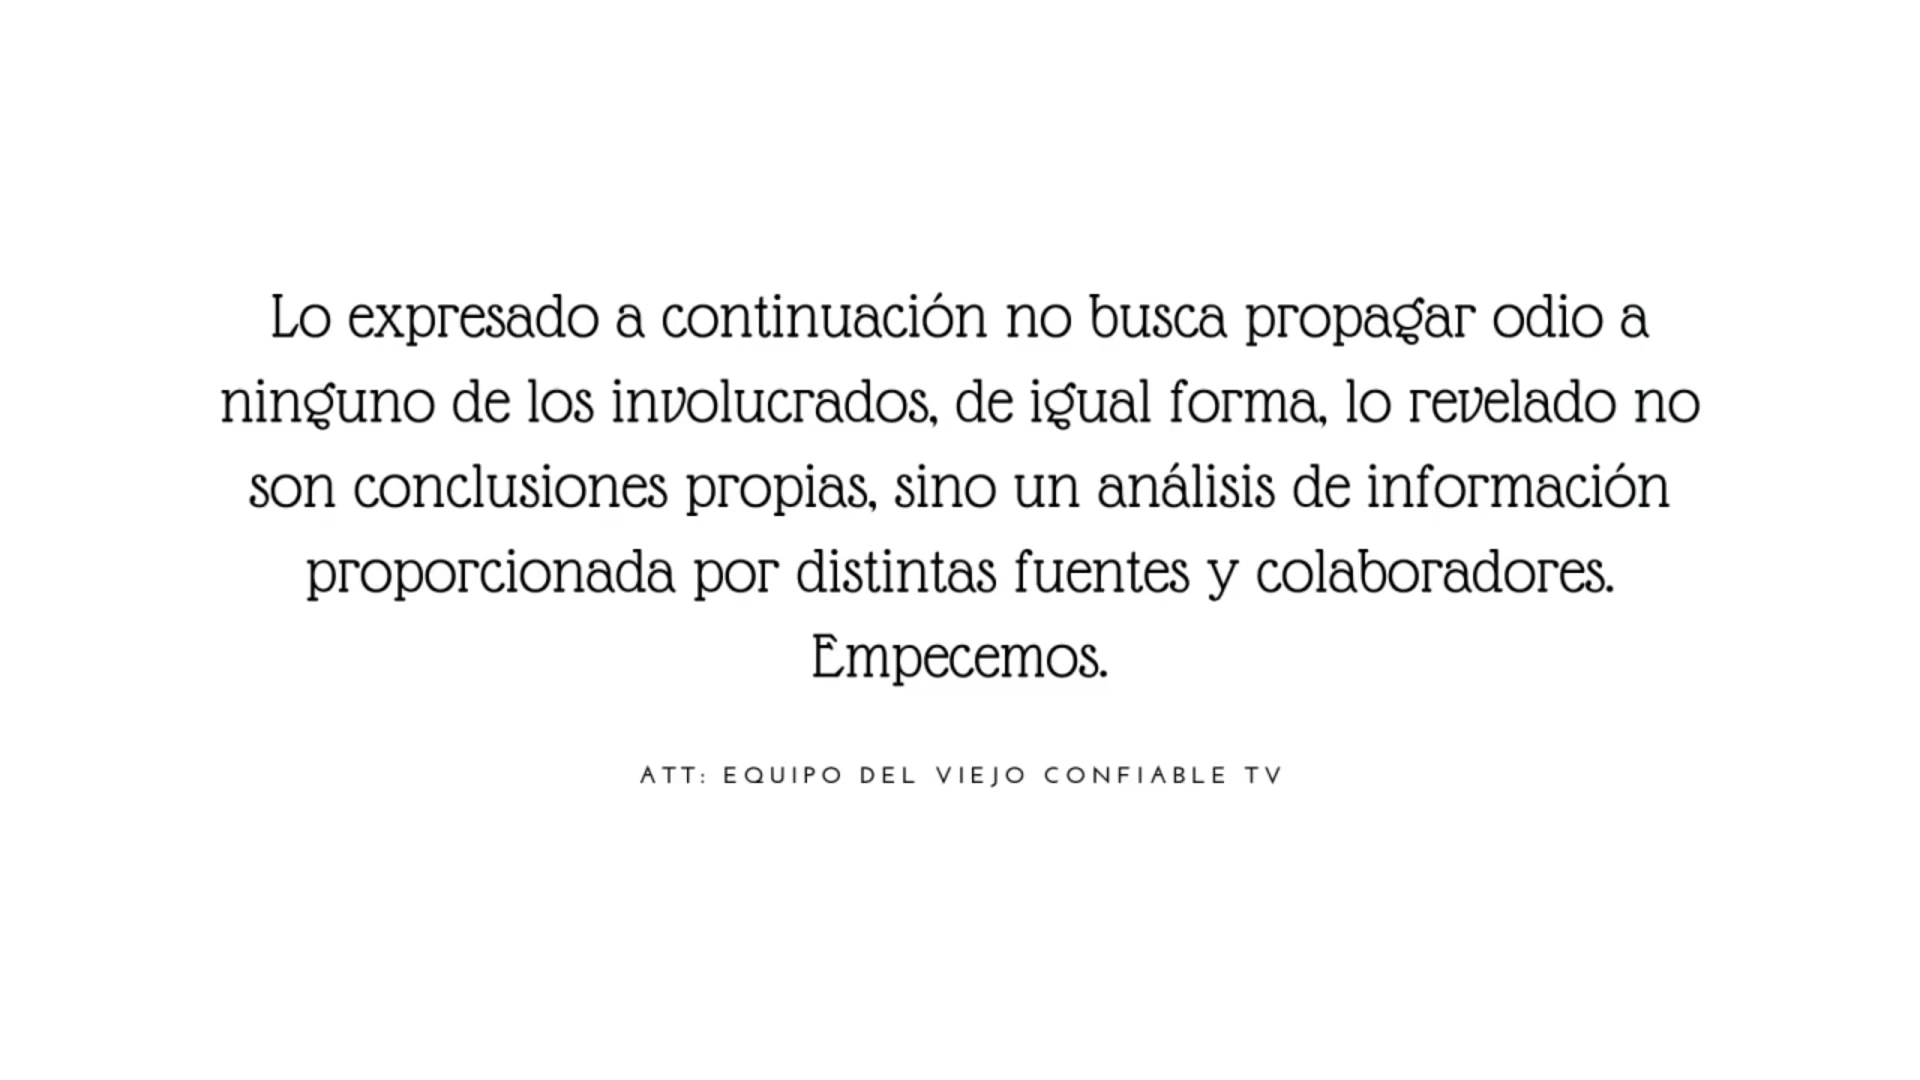 Lo expresado a continuación no busca propagar odio a
ninguno de los involucrados, de igual forma, lo revelado no
son conclusiones propias, sino un análisis de información
proporcionada por distintas fuentes y colaboradores.
Empecemos.
ATT: EQUIPO DEL VIEJO CONFIABLE TV